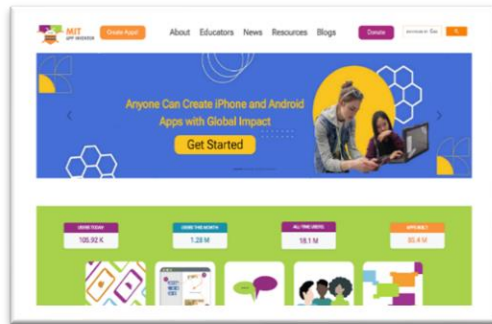 MIT
APP INVENTOR
Create Apps!
About Educators News Resources Blogs
Donate
Anyone Can Create iPhone and Android
Apps with Global Impact
Get Started
USERS TODAY
USERS THIS MONTH
ALL TIME USERS
APPS BUILT
105.92 K
1.28 M
18.1 M